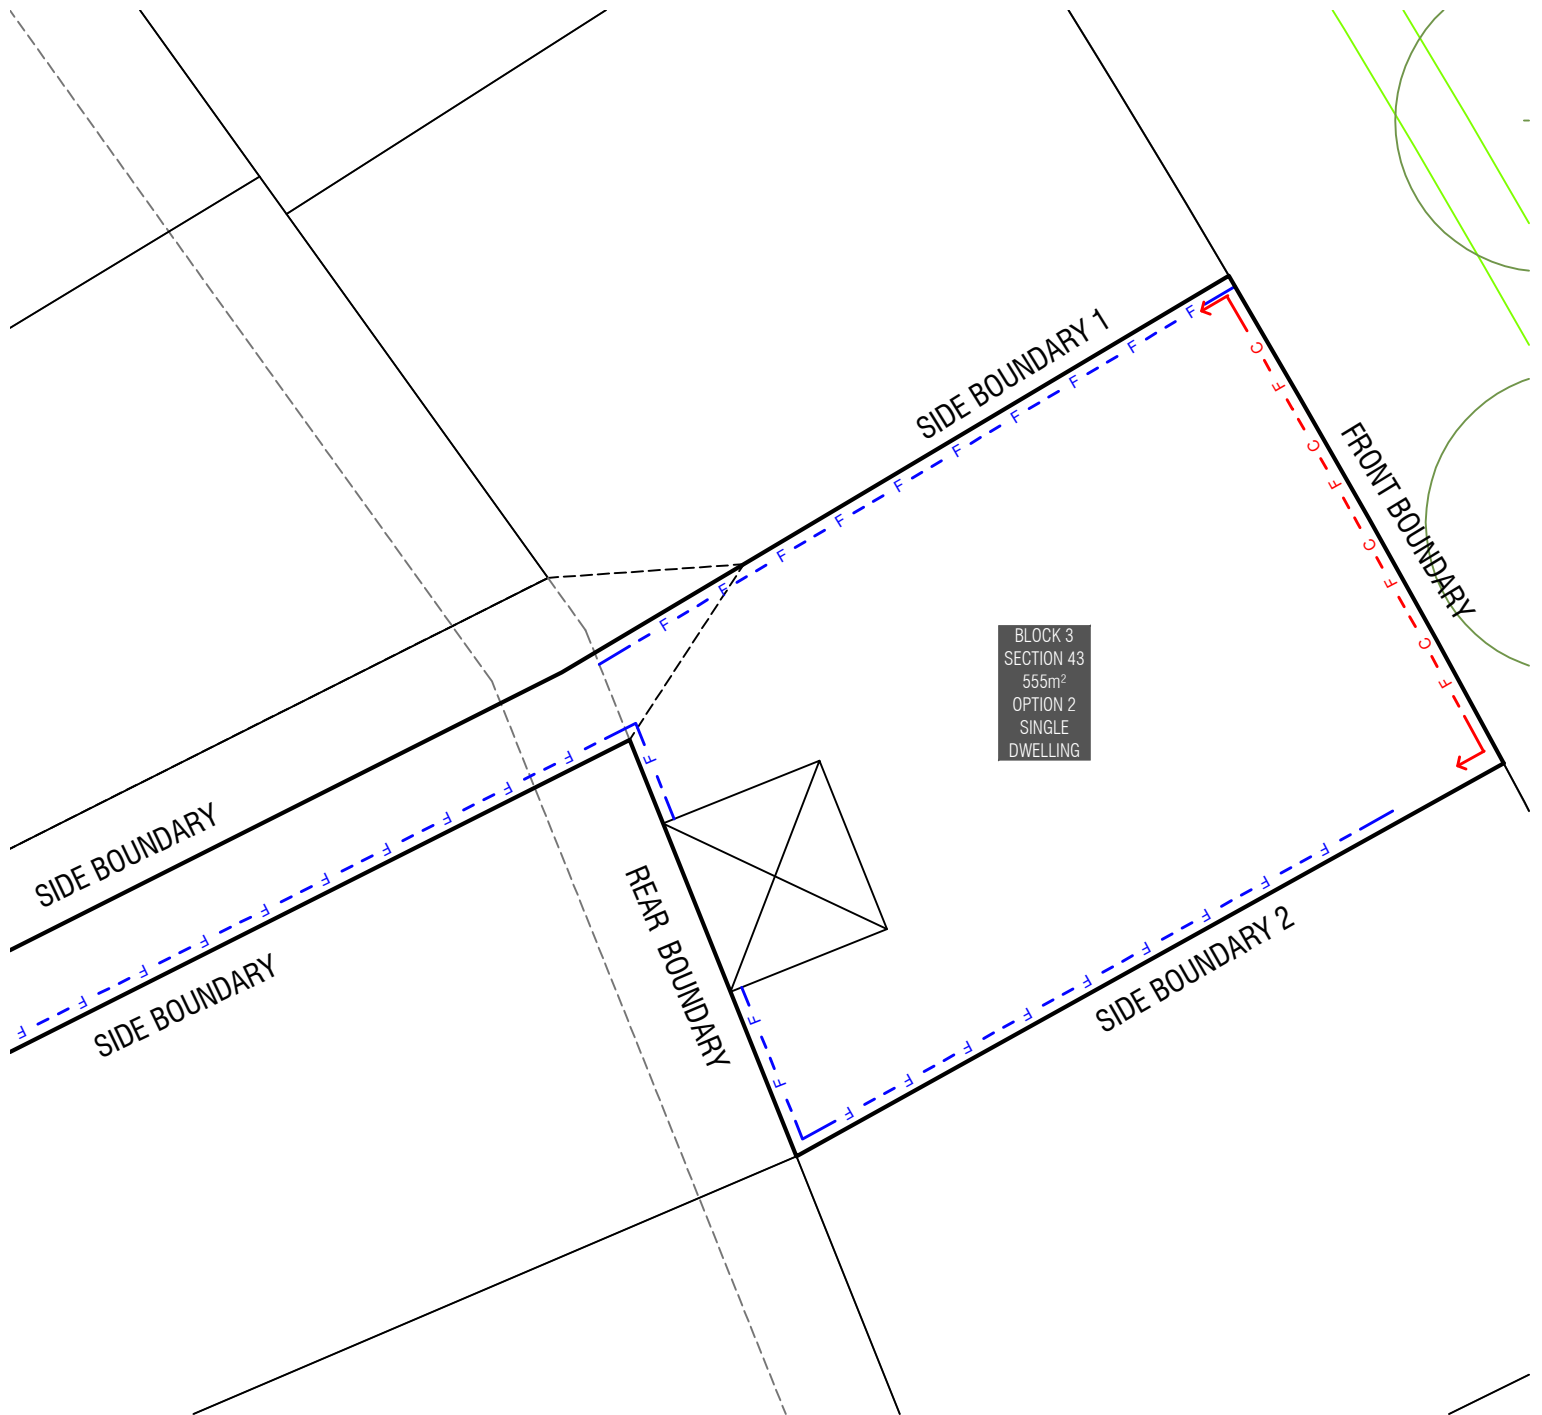 SIDE BOUNDARY 1
FRONT BOUNDARY
BLOCK 3
SECTION 43
555m²
OPTION 2
SINGLE
DWELLING
SIDE BOUNDARY
SIDE BOUNDARY
REAR BOUNDARY
SIDE BOUNDARY 2
F F F F F F F F F F
C F C F C F C F
F F F F F F F F F F
F
F F
F F F F F F F F F